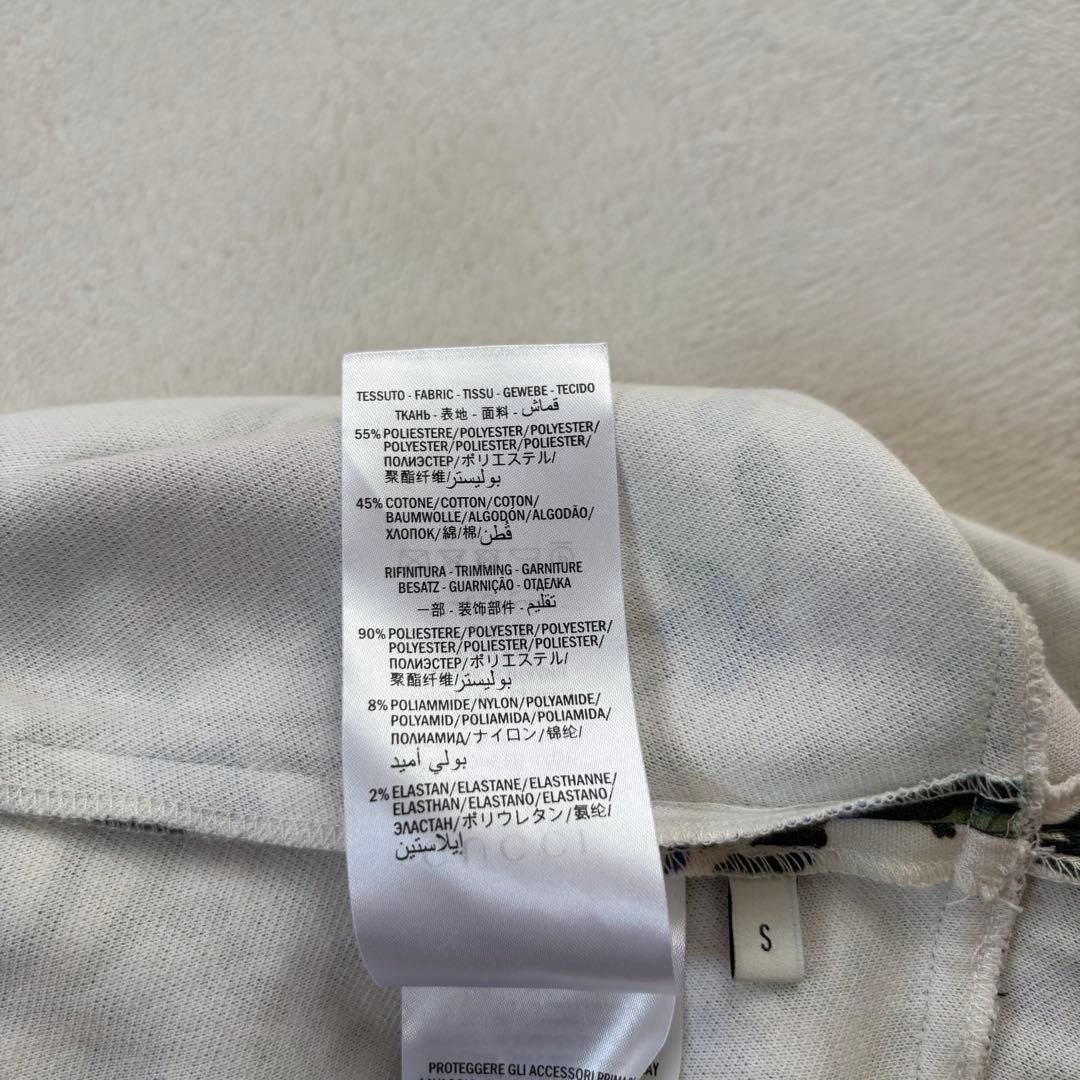 TESSUTO - FABRIC - TISSU - GEWEBE - TECIDO
ТКАНЬ - 表地 - 面料 - قماش
55% POLIESTERE/POLYESTER/POLYESTER/
POLYESTER/POLIESTER/POLIESTER/
ПОЛИЭСТЕР/ポリエステル/
聚酯纤维/بوليستر
45% COTONE/COTTON/COTON/
BAUMWOLLE/ALGODÓN/ALGODÃO/
ХЛОПОК/綿/棉/قطن
RIFINITURA - TRIMMING - GARNITURE
BESATZ - GUARNIÇÃO - ОТДЕЛКА
一部 - 装饰部件 - تقليم
90% POLIESTERE/POLYESTER/POLYESTER/
POLYESTER/POLIESTER/POLIESTER/
ПОЛИЭСТЕР/ポリエステル/
聚酯纤维/بوليستر
8% POLIAMMIDE/NYLON/POLYAMIDE/
POLYAMID/POLIAMIDA/POLIAMIDA/
ПОЛИАМИД/ナイロン/锦纶/
بولي أميد
2% ELASTAN/ELASTANE/ELASTHANNE/
ELASTHAN/ELASTANO/ELASTANO/
ЭЛАСТАН/ポリウレタン/氨纶/
إيلاستين
S
PROTEGGERE GLI ACCESSORI PRIMA